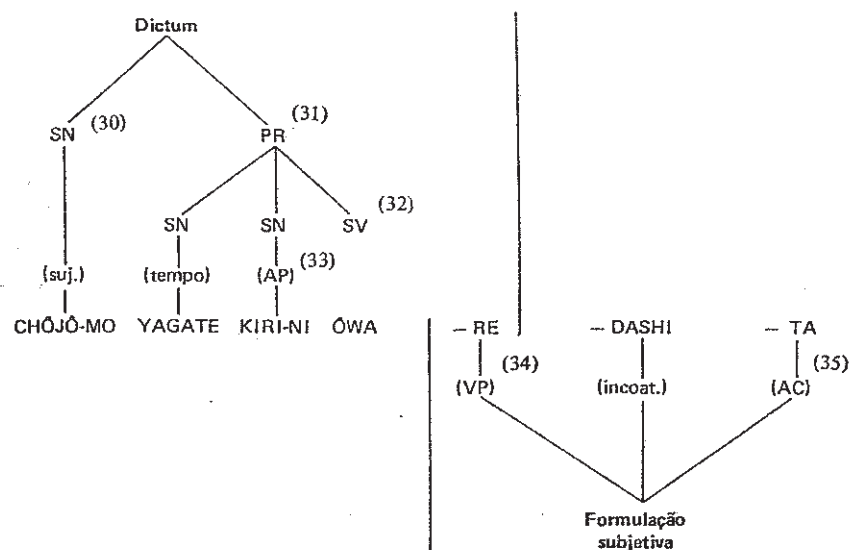 Dictum
SN (30) PR (31)
SN SN SV (32)
(suj.) (tempo) (AP) (33)
CHÔJÔ-MO YAGATE KIRI-NI ÔWA – RE – DASHI – TA
(VP) (34) (incoat.) (AC) (35)
Formulação
subjetiva